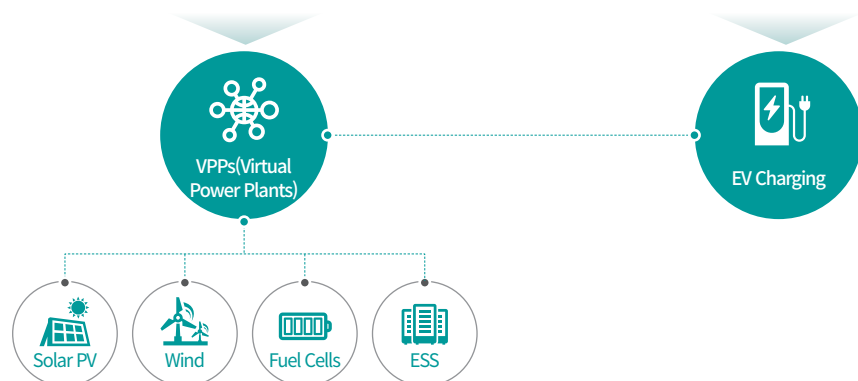 VPPs(Virtual
Power Plants)
EV Charging
Solar PV
Wind
Fuel Cells
ESS